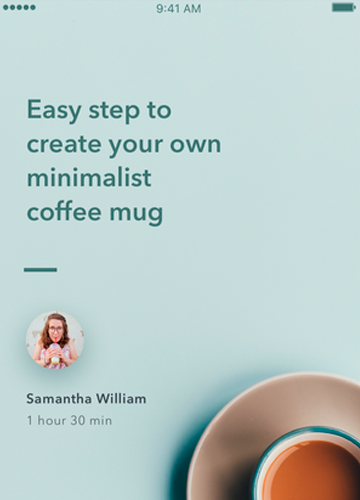 9:41 AM
Easy step to
create your own
minimalist
coffee mug
Samantha William
1 hour 30 min